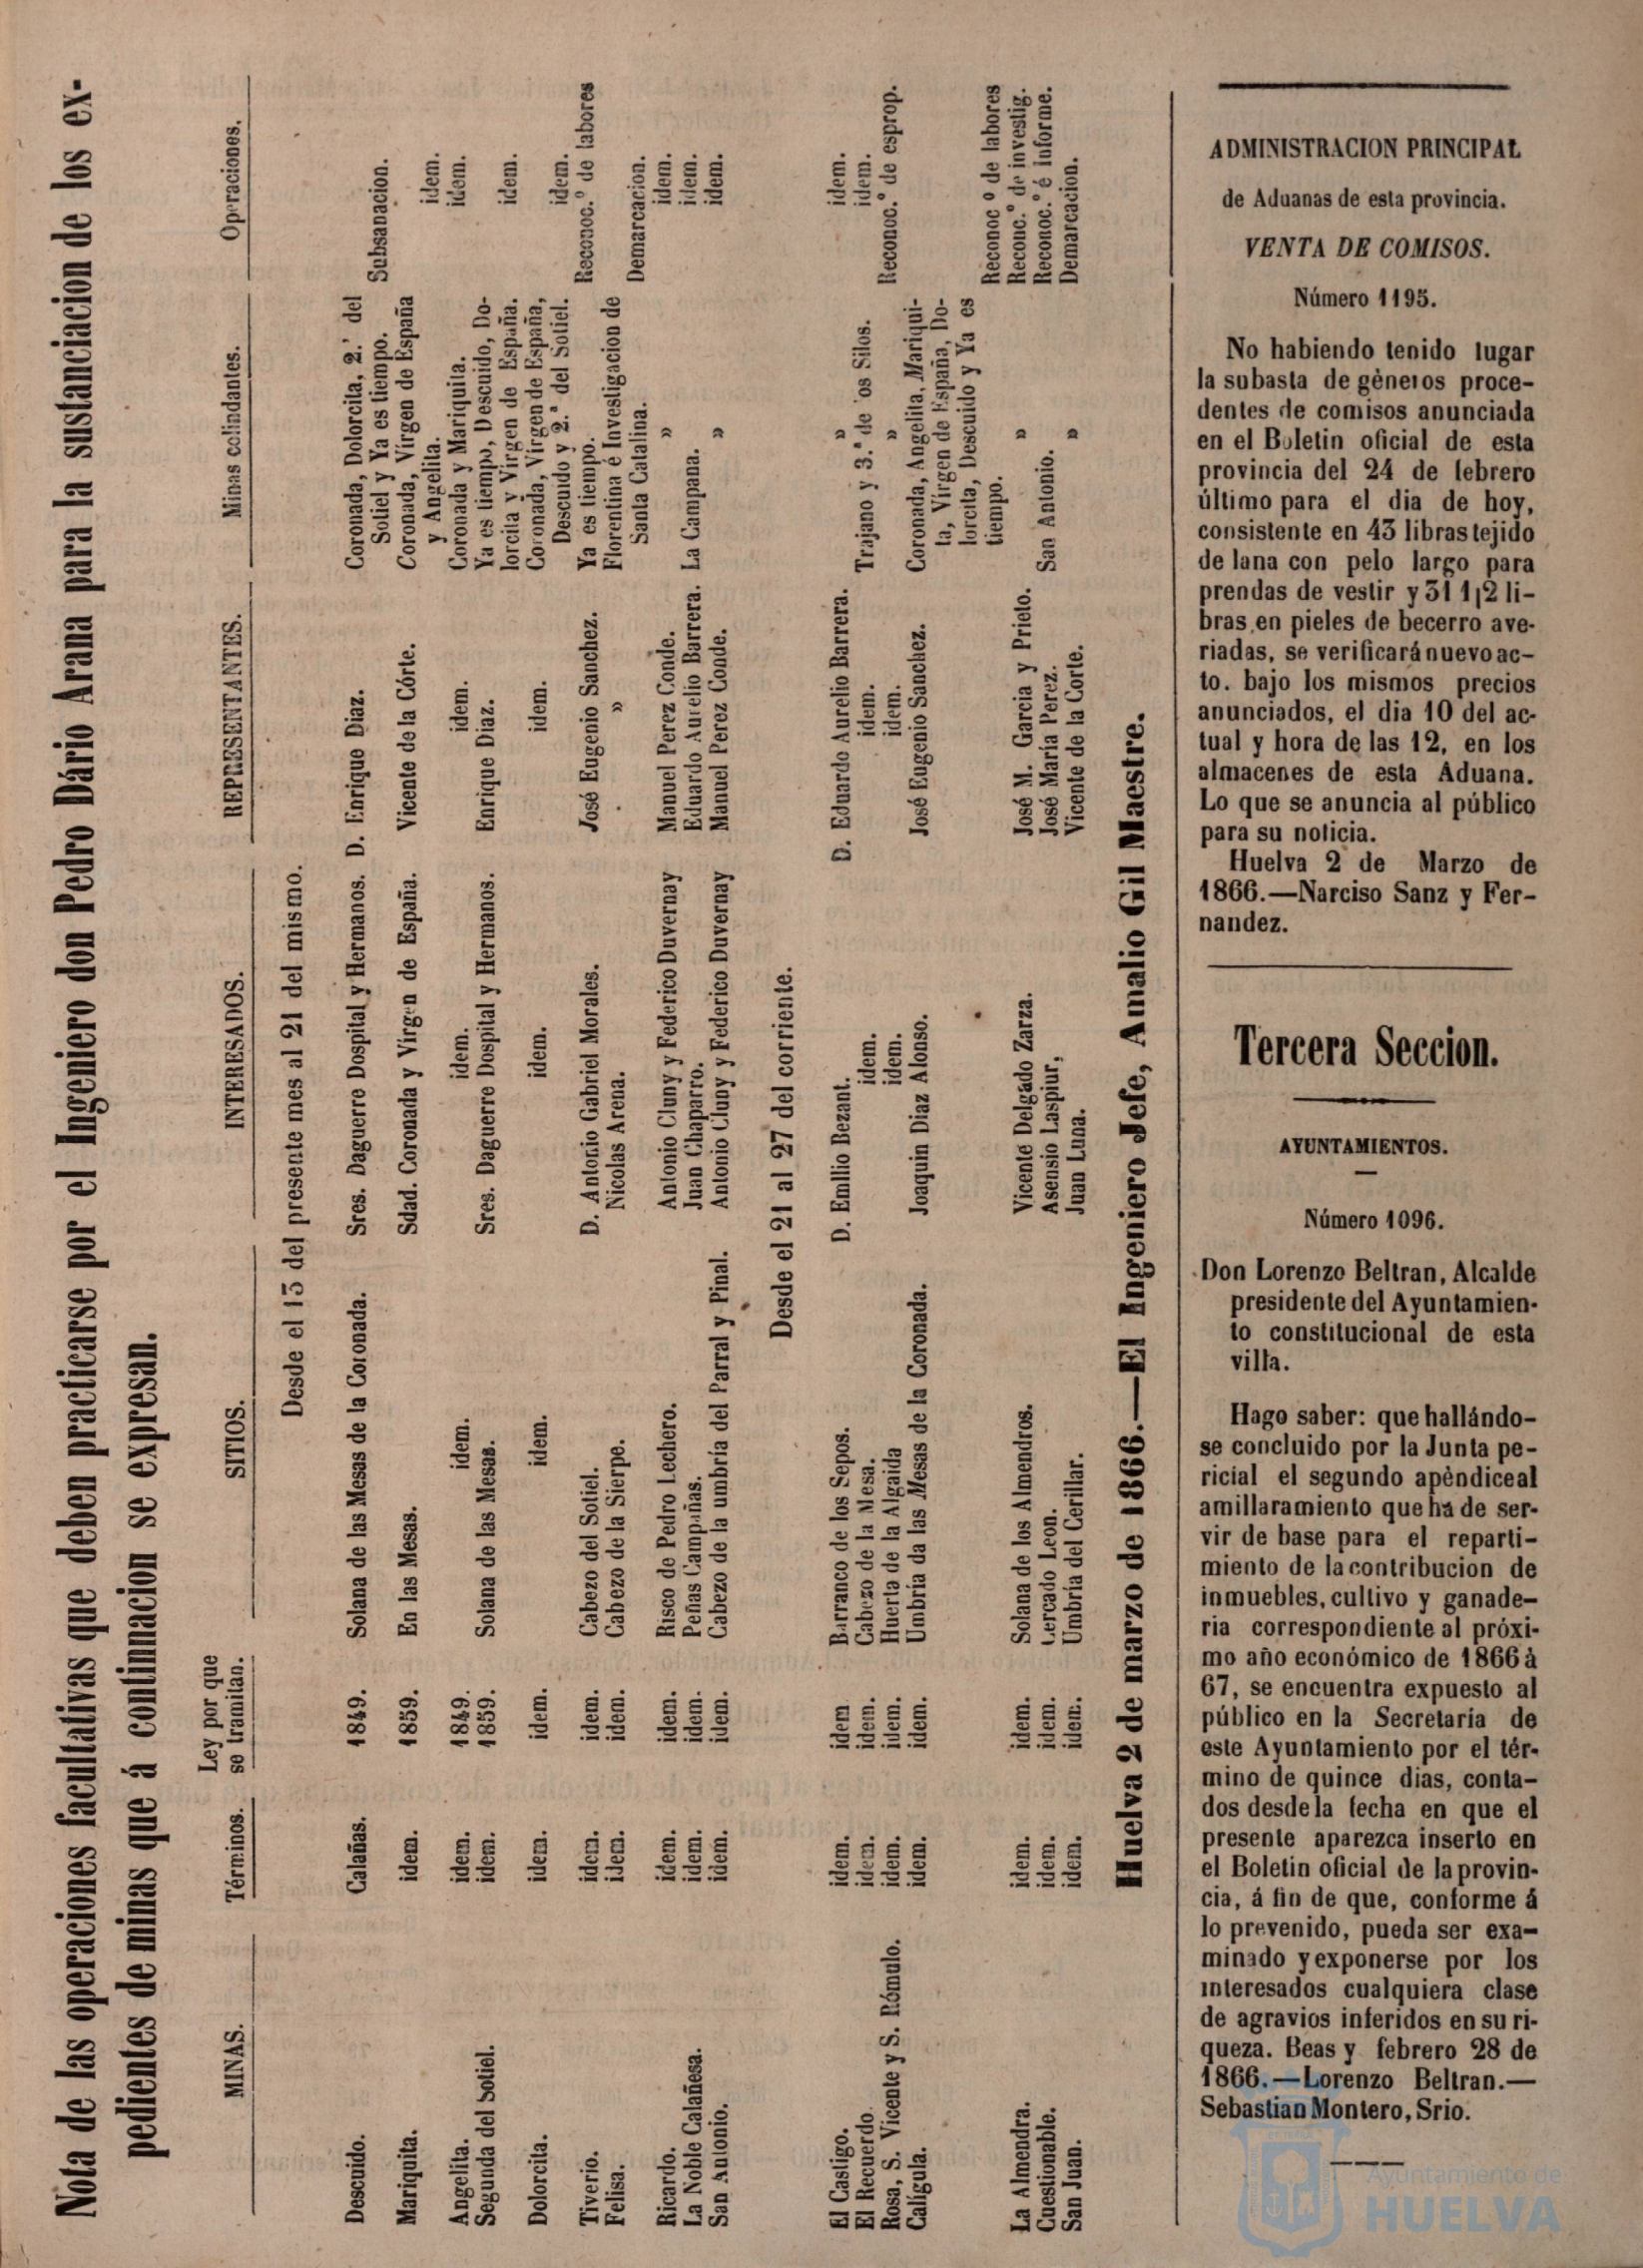 Nota de las operaciones facultativas que deben practicarse por el Ingeniero don Pedro Dário Arana para la sustanciacion de los ex-
pedientes de minas que á continuacion se expresan.
MINAS. Términos. Ley por que se tramitan. SITIOS. INTERESADOS. REPRESENTANTES. Minas colindantes. Operaciones.
Desde el 15 del presente mes al 21 del mismo.
Descuido. Calañas. 1849. Solana de las Mesas de la Coronada. Sres. Daguerre Dospital y Hermanos. D. Enrique Diaz. Coronada, Dolorcita, 2.ª del Subsanacion.
Soliel y Ya es tiempo.
Mariquita. idem. 1859. En las Mesas. Sdad. Coronada y Virgen de España. Vicente de la Córte. Coronada, Virgen de España
y Angelita. idem.
Angelita. idem. 1849. idem. idem. idem. Coronada y Mariquita. idem.
Segunda del Sotiel. idem. 1859. Solana de las Mesas. Sres. Daguerre Dospital y Hermanos. Enrique Diaz. Ya es tiempo, Descuido, Do-
lorcita y Virgen de España. idem.
Dolorcita. idem. idem. idem. idem. idem. Coronada, Virgen de España,
Descuido y 2.ª del Sotiel. idem.
Tiverio. idem. idem. Cabezo del Sotiel. D. Antonio Gabriel Morales. José Eugenio Sanchez. Ya es tiempo. Reconoc.º de labores
Felisa. idem. idem. Cabezo de la Sierpe. Nicolas Arena. » Florentina é Investigacion de
Santa Catalina. Demarcacion.
Ricardo. idem. idem. Risco de Pedro Lechero. Antonio Cluny y Federico Duvernay Manuel Perez Conde. » idem.
La Noble Calañesa. idem. idem. Peñas Campañas. Juan Chaparro. Eduardo Aurelio Barrera. La Campana. idem.
San Antonio. idem. idem. Cabezo de la umbría del Parral y Pinal. Antonio Cluny y Federico Duvernay Manuel Perez Conde. » idem.
Desde el 21 al 27 del corriente.
El Castigo. idem. idem Barranco de los Sepos. D. Emilio Bezant. D. Eduardo Aurelio Barrera. » idem.
El Recuerdo. idem. idem. Cabezo de la Mesa. idem. idem. Trajano y 3.ª de los Silos. idem.
Rosa, S. Vicente y S. Rómulo. idem. idem. Huerta de la Algaida idem. idem. » Reconoc.º de esprop.
Calígula. idem. idem. Umbría da las Mesas de la Coronada. Joaquin Diaz Alonso. José Eugenio Sanchez. Coronada, Angelita, Mariqui-
ta, Virgen de España, Do-
lorcita, Descuido y Ya es
tiempo. Reconoc º de labores
La Almendra. idem. idem. Solana de los Almendros. Vicente Delgado Zarza. José M. Garcia y Prieto. » Reconc.º de investig.
Cuestionable. idem. idem. Cercado Leon. Asensio Laspiur, José María Perez. San Antonio. Reconoc.º é informe.
San Juan. idem. idem. Umbría del Cerillar. Juan Luna. Vicente de la Corte. » Demarcacion.
Huelva 2 de marzo de 1866.—El Ingeniero Jefe, Amalio Gil Maestre.
ADMINISTRACION PRINCIPAL
de Aduanas de esta provincia.
VENTA DE COMISOS.
Número 1195.
No habiendo tenido lugar
la subasta de géneros proce-
dentes de comisos anunciada
en el Boletin oficial de esta
provincia del 24 de febrero
último para el dia de hoy,
consistente en 43 libras tejido
de lana con pelo largo para
prendas de vestir y 31 1,2 li-
bras en pieles de becerro ave-
riadas, se verificará nuevo ac-
to. bajo los mismos precios
anunciados, el dia 10 del ac-
tual y hora de las 12, en los
almacenes de esta Aduana.
Lo que se anuncia al público
para su noticia.
Huelva 2 de Marzo de
1866.—Narciso Sanz y Fer-
nandez.
Tercera Seccion.
AYUNTAMIENTOS.
Número 1096.
Don Lorenzo Beltran, Alcalde
presidente del Ayuntamien-
to constitucional de esta
villa.
Hago saber: que hallándo-
se concluido por la Junta pe-
ricial el segundo apéndice al
amillaramiento que ha de ser-
vir de base para el reparti-
miento de la contribucion de
inmuebles, cultivo y ganade-
ria correspondiente al próxi-
mo año económico de 1866 á
67, se encuentra expuesto al
público en la Secretaría de
este Ayuntamiento por el tér-
mino de quince dias, conta-
dos desde la fecha en que el
presente aparezca inserto en
el Boletin oficial de la provin-
cia, á fin de que, conforme á
lo prevenido, pueda ser exa-
minado y exponerse por los
interesados cualquiera clase
de agravios inferidos en su ri-
queza. Beas y febrero 28 de
1866.—Lorenzo Beltran.—
Sebastian Montero, Srio.
Ayuntamiento de
HUELVA